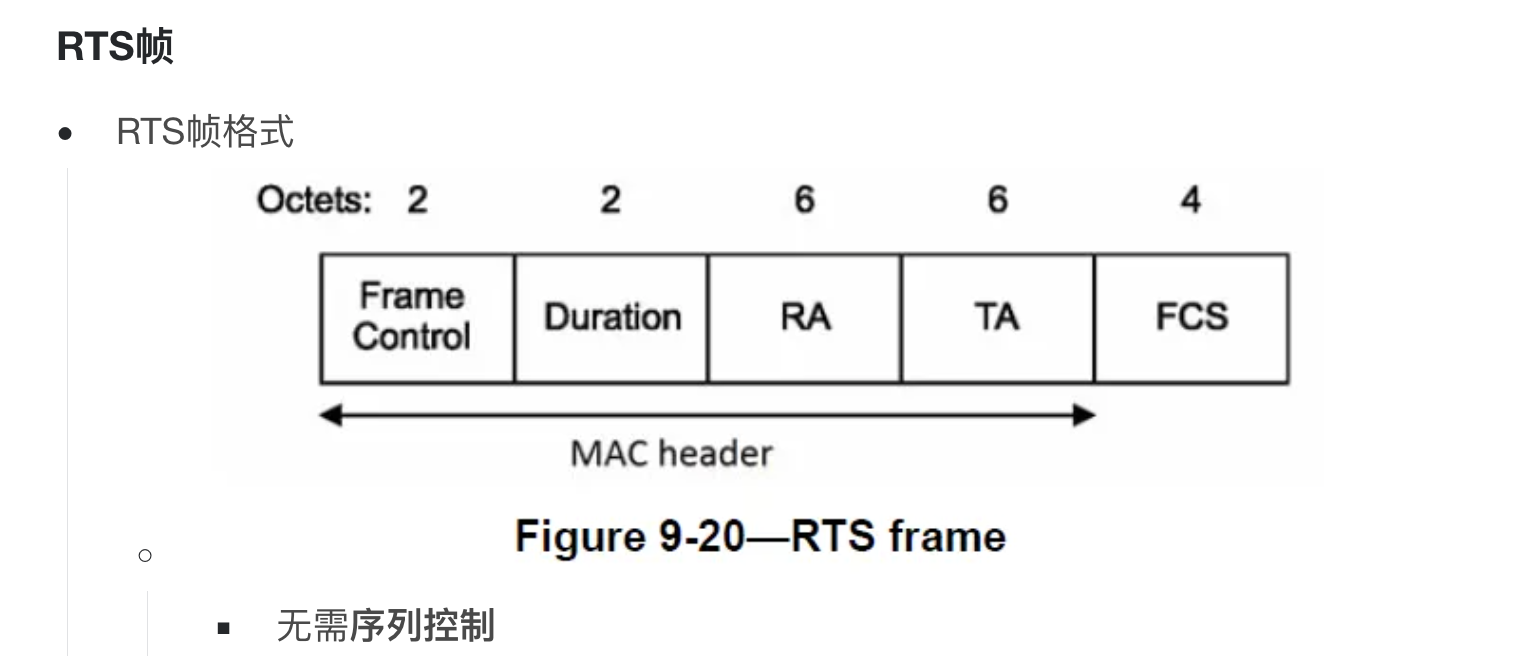 RTS帧
RTS帧格式
Octets: 2 2 6 6 4
Frame Control Duration RA TA FCS
MAC header
Figure 9-20—RTS frame
无需序列控制